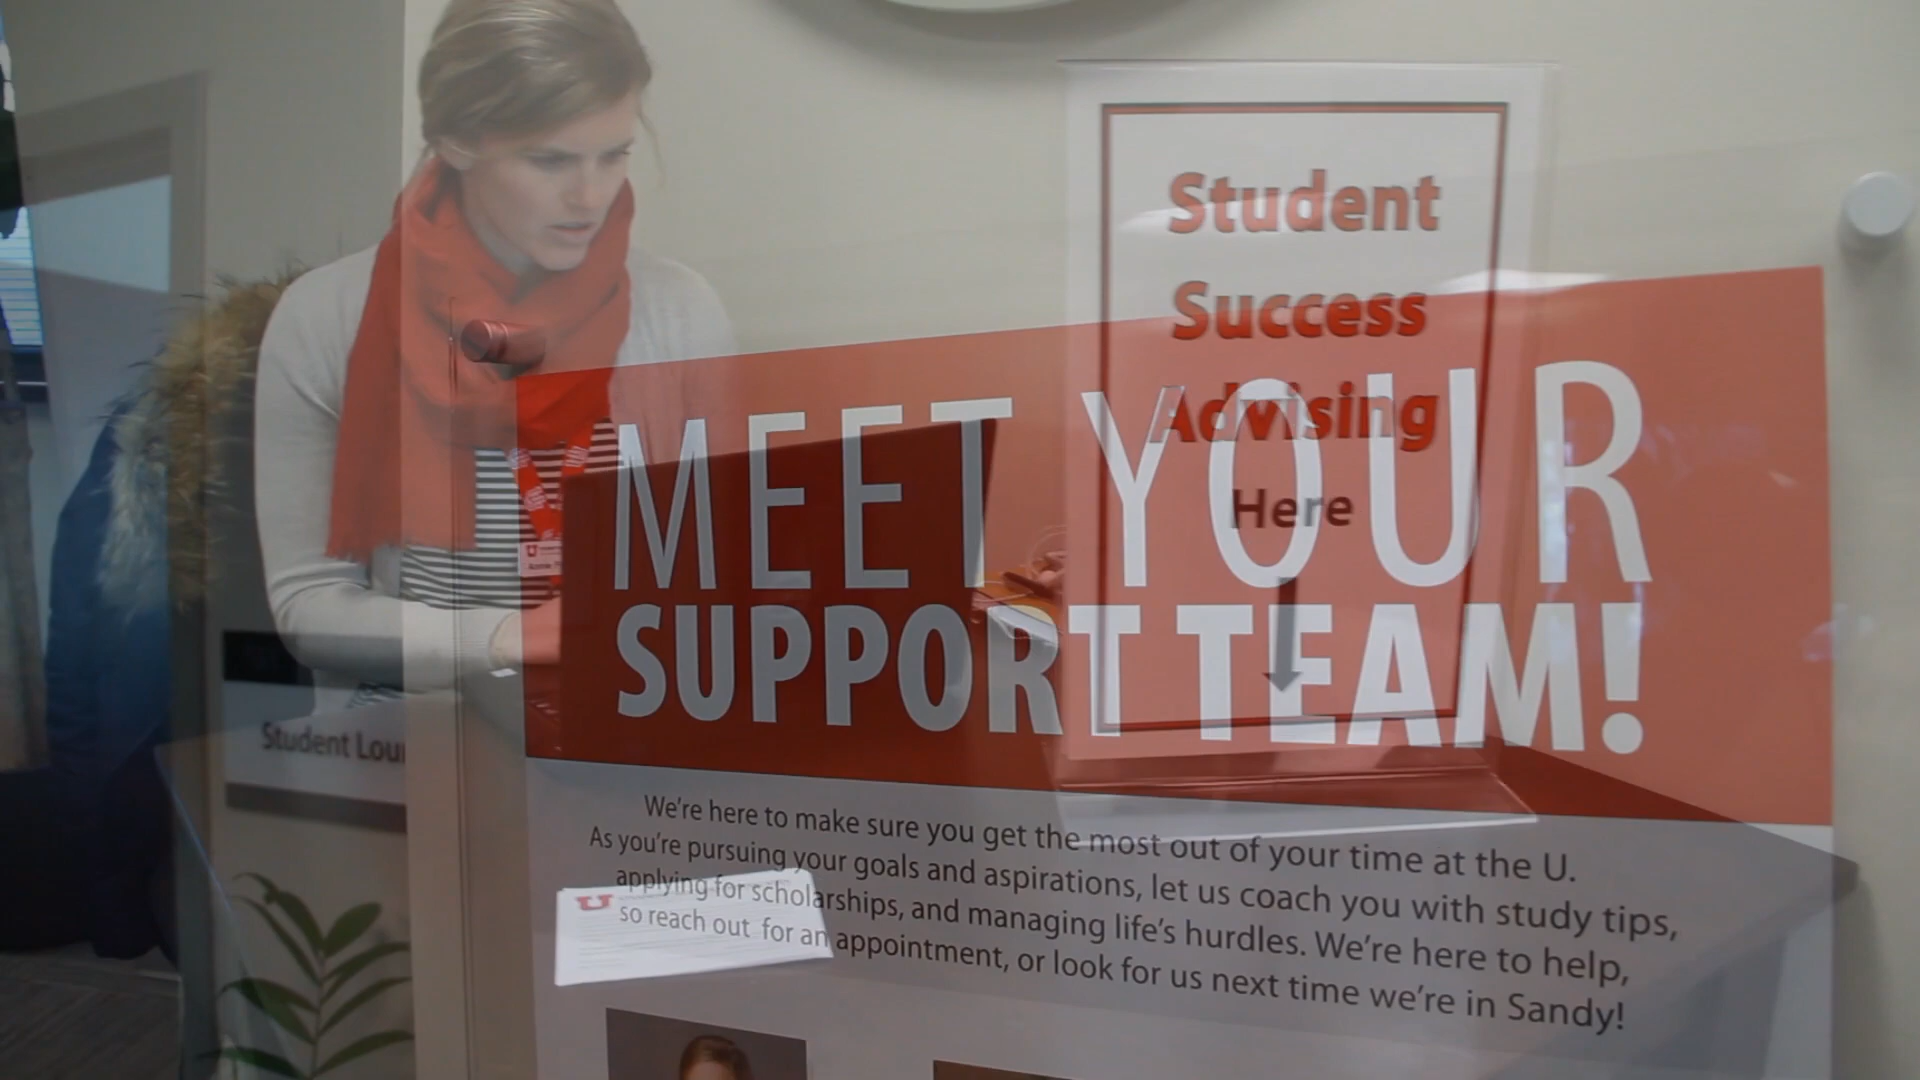 Student
Success
Advising
Here
MEET YOUR
SUPPORT TEAM!
We're here to make sure you get the most out of your time at the U.
As you're pursuing your goals and aspirations, let us coach you with study tips,
applying for scholarships, and managing life's hurdles. We're here to help,
so reach out for an appointment, or look for us next time we're in Sandy!
Student Lou
U
Annie
U